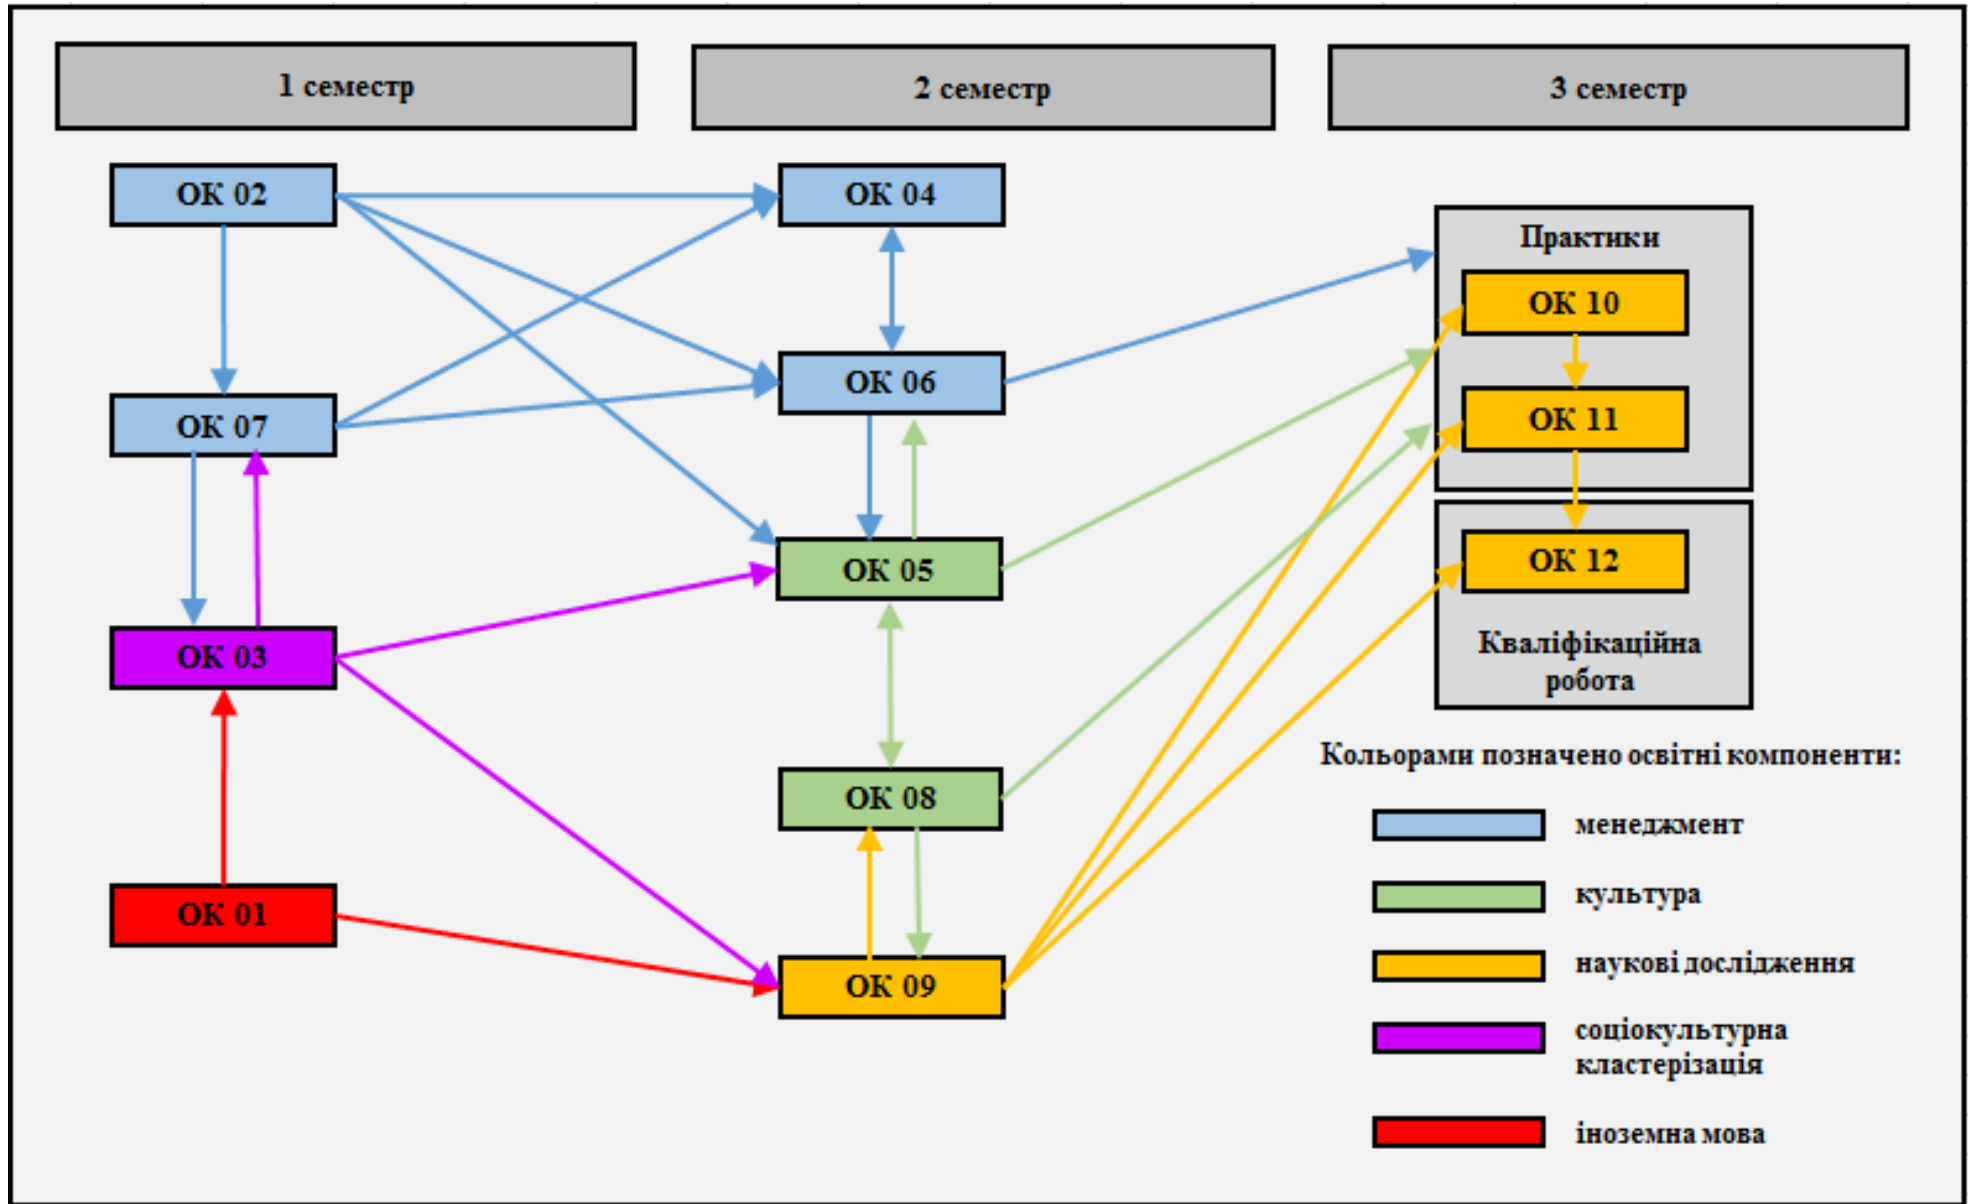 1 семестр
2 семестр
3 семестр
ОК 02
ОК 04
Практики
ОК 10
ОК 07
ОК 06
ОК 11
ОК 03
ОК 05
ОК 12
Кваліфікаційна
робота
ОК 01
ОК 08
ОК 09
Кольорами позначено освітні компоненти:
менеджмент
культура
наукові дослідження
соціокультурна
кластерізація
іноземна мова